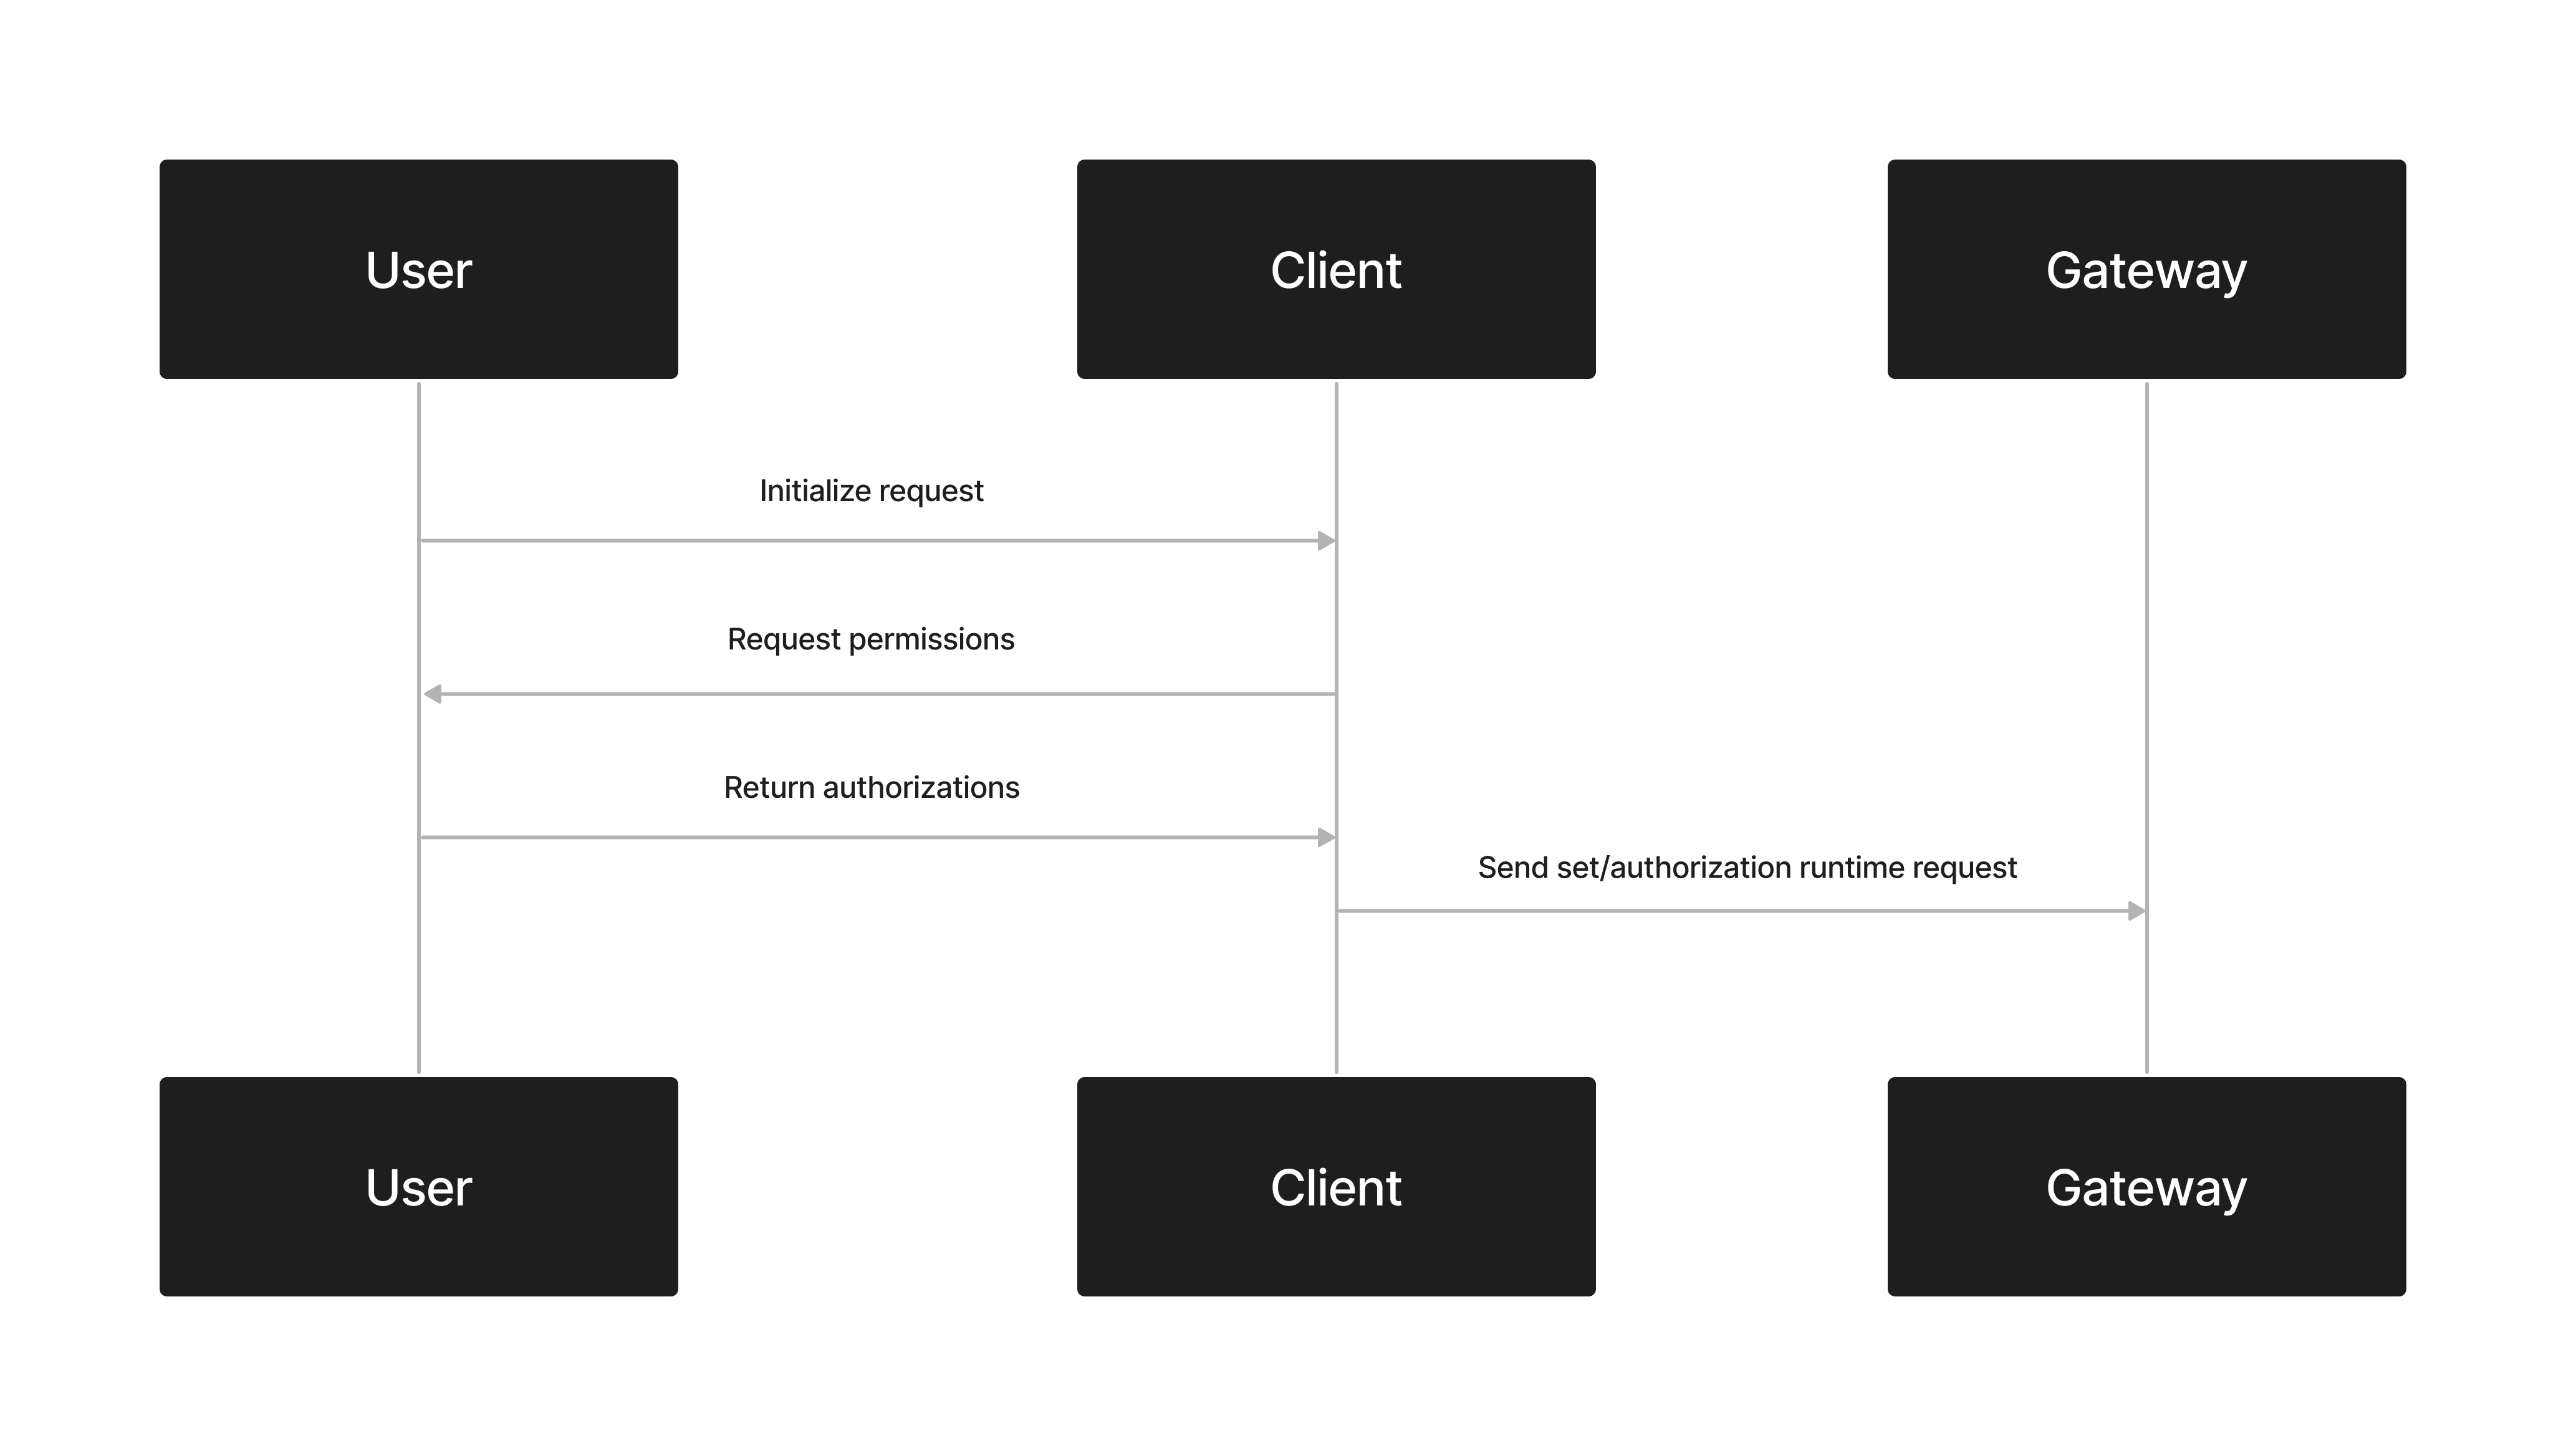 User
Client
Gateway
Initialize request
Request permissions
Return authorizations
Send set/authorization runtime request
User
Client
Gateway